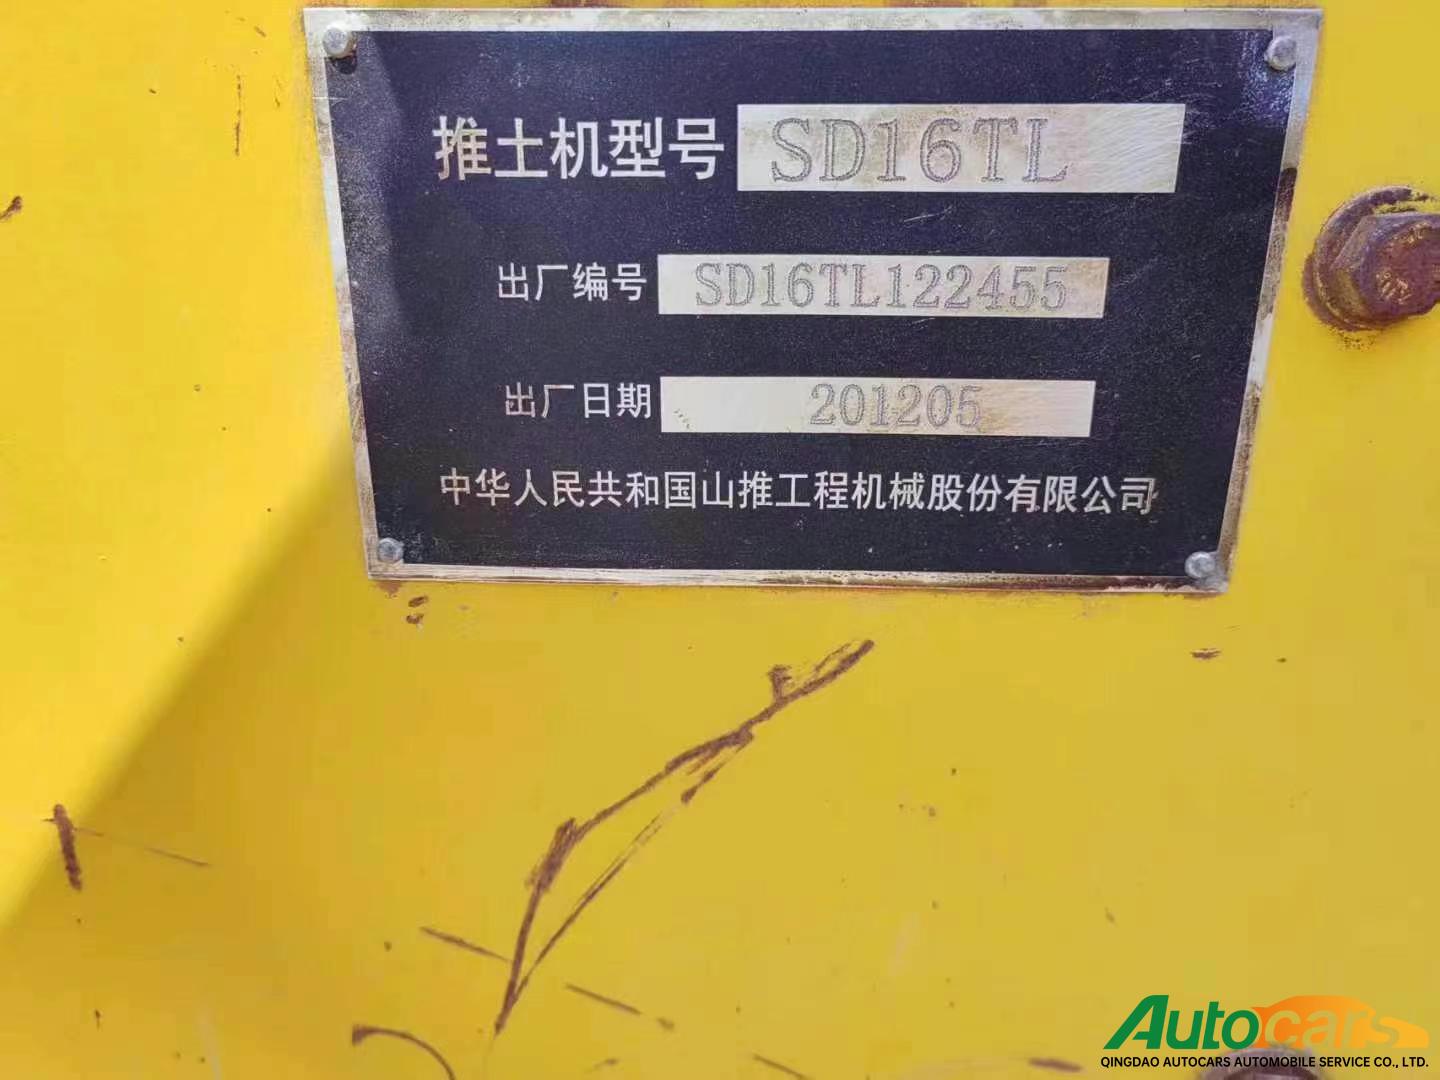 推土机型号 SD16TL
出厂编号 SD16TL122455
出厂日期 201205
中华人民共和国山推工程机械股份有限公司
Autocars
QINGDAO AUTOCARS AUTOMOBILE SERVICE CO., LTD.